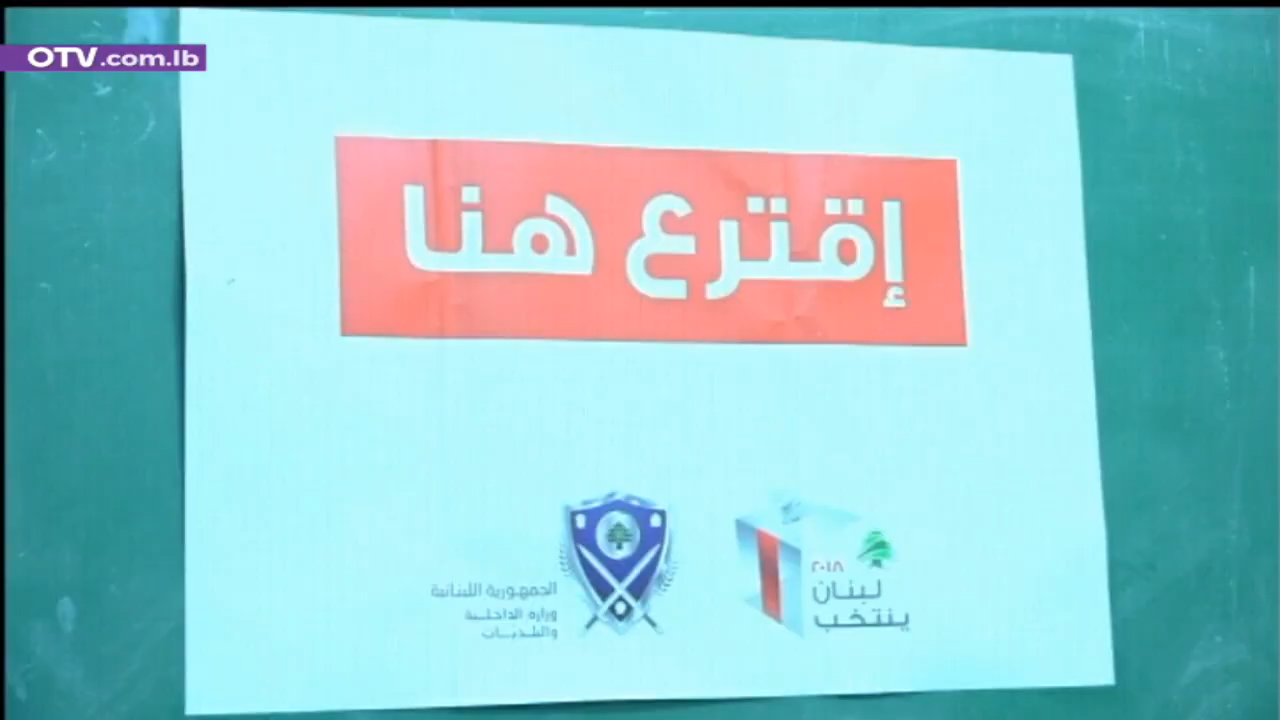 OTV.com.lb
إقترع هنا
٢٠١٨
لبنان
ينتخب
الجمهورية اللبنانية
وزارة الداخلية
والبلديات